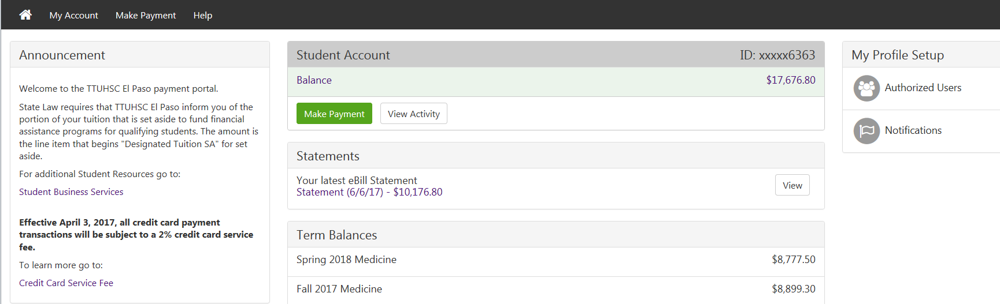 My Account Make Payment Help
Announcement
Welcome to the TTUHSC El Paso payment portal.
State Law requires that TTUHSC El Paso inform you of the
portion of your tuition that is set aside to fund financial
assistance programs for qualifying students. The amount is
the line item that begins "Designated Tuition SA" for set
aside.
For additional Student Resources go to:
Student Business Services
Effective April 3, 2017, all credit card payment
transactions will be subject to a 2% credit card service
fee.
To learn more go to:
Credit Card Service Fee
Student Account ID: xxxxx6363
Balance $17,676.80
Make Payment View Activity
Statements
Your latest eBill Statement
Statement (6/6/17) - $10,176.80
View
Term Balances
Spring 2018 Medicine $8,777.50
Fall 2017 Medicine $8,899.30
My Profile Setup
Authorized Users
Notifications